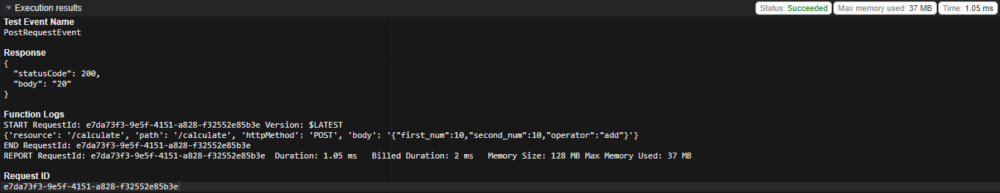 Execution results
Status: Succeeded Max memory used: 37 MB Time: 1.05 ms
Test Event Name
PostRequestEvent
Response
{
  "statusCode": 200,
  "body": "20"
}
Function Logs
START RequestId: e7da73f3-9e5f-4151-a828-f32552e85b3e Version: $LATEST
{'resource': '/calculate', 'path': '/calculate', 'httpMethod': 'POST', 'body': '{"first_num":10,"second_num":10,"operator":"add"}'}
END RequestId: e7da73f3-9e5f-4151-a828-f32552e85b3e
REPORT RequestId: e7da73f3-9e5f-4151-a828-f32552e85b3e  Duration: 1.05 ms   Billed Duration: 2 ms   Memory Size: 128 MB Max Memory Used: 37 MB
Request ID
e7da73f3-9e5f-4151-a828-f32552e85b3e